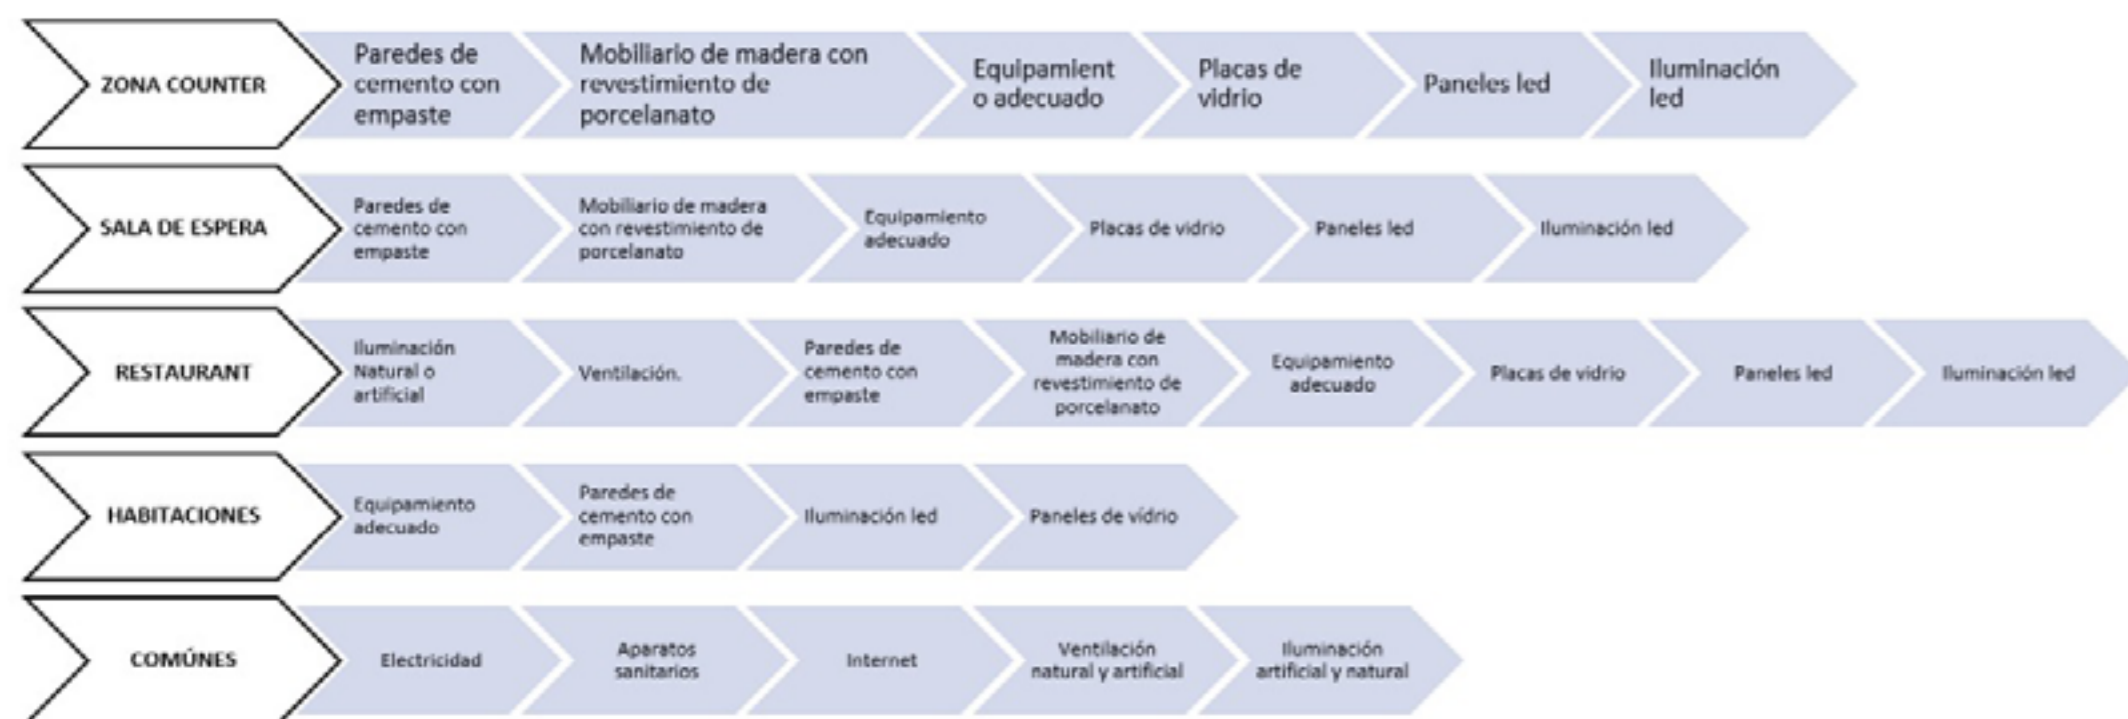 ZONA COUNTER
Paredes de
cemento con
empaste
Mobiliario de madera con
revestimiento de
porcelanato
Equipamient
o adecuado
Placas de
vidrio
Paneles led
Iluminación
led
SALA DE ESPERA
Paredes de
cemento con
empaste
Mobiliario de madera
con revestimiento de
porcelanato
Equipamiento
adecuado
Placas de vidrio
Paneles led
Iluminación led
RESTAURANT
Iluminación
Natural o
artificial
Ventilación.
Paredes de
cemento con
empaste
Mobiliario de
madera con
revestimiento de
porcelanato
Equipamiento
adecuado
Placas de vidrio
Paneles led
Iluminación led
HABITACIONES
Equipamiento
adecuado
Paredes de
cemento con
empaste
Iluminación led
Paneles de vídrio
COMÚNES
Electricidad
Aparatos
sanitarios
Internet
Ventilación
natural y artificial
Iluminación
artificial y natural